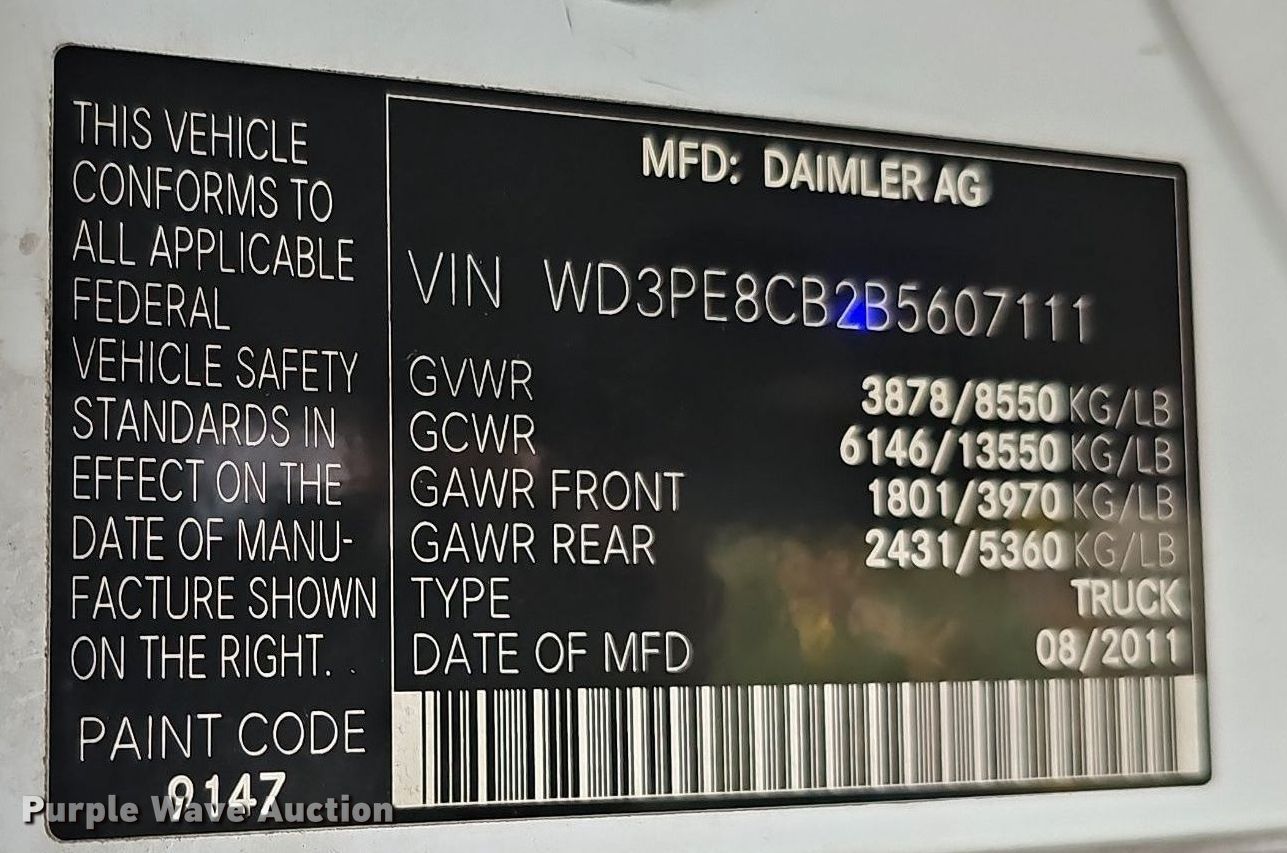 THIS VEHICLE
CONFORMS TO
ALL APPLICABLE
FEDERAL
VEHICLE SAFETY
STANDARDS IN
EFFECT ON THE
DATE OF MANU-
FACTURE SHOWN
ON THE RIGHT.
PAINT CODE
9147
MFD: DAIMLER AG
VIN WD3PE8CB2B5607111
GVWR 3878/8550 KG/LB
GCWR 6146/13550 KG/LB
GAWR FRONT 1801/3970 KG/LB
GAWR REAR 2431/5360 KG/LB
TYPE TRUCK
DATE OF MFD 08/2011
Purple Wave Auction